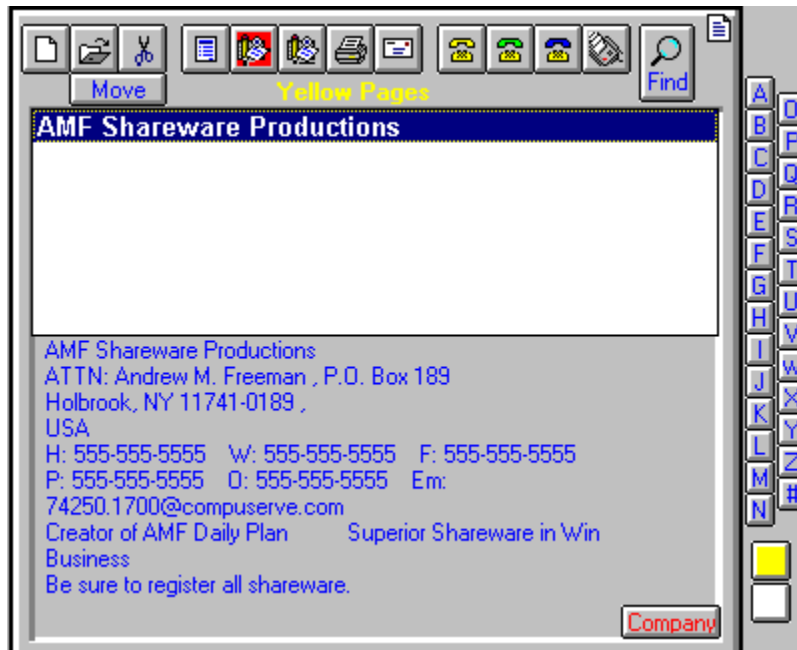 Move
Yellow Pages
Find
AMF Shareware Productions
AMF Shareware Productions
ATTN: Andrew M. Freeman , P.O. Box 189
Holbrook, NY 11741-0189 ,
USA
H: 555-555-5555 W: 555-555-5555 F: 555-555-5555
P: 555-555-5555 O: 555-555-5555 Em:
74250.1700@compuserve.com
Creator of AMF Daily Plan Superior Shareware in Win
Business
Be sure to register all shareware.
Company
A
B
C
D
E
F
G
H
I
J
K
L
M
N
O
P
Q
R
S
T
U
V
W
X
Y
Z
#